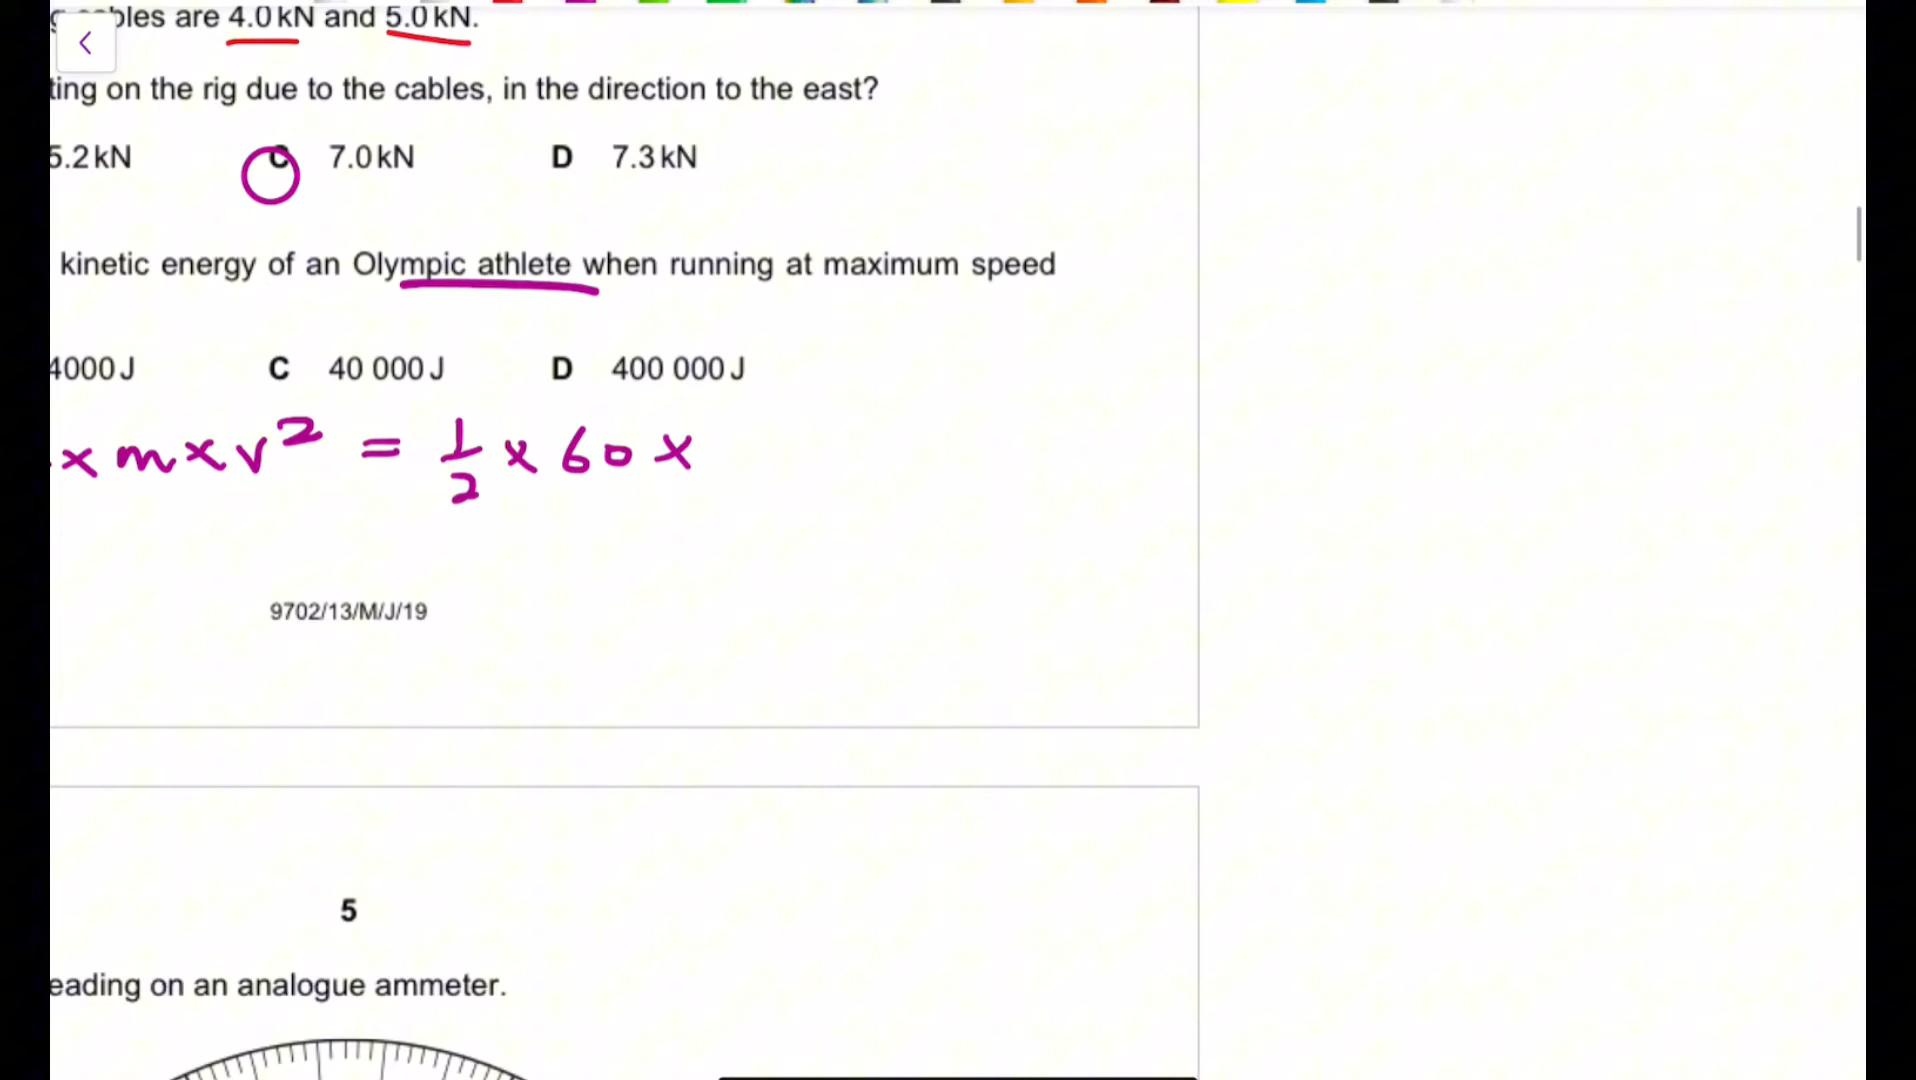 bles are 4.0 kN and 5.0 kN.
ting on the rig due to the cables, in the direction to the east?
5.2 kN C 7.0 kN D 7.3 kN
kinetic energy of an Olympic athlete when running at maximum speed
4000 J C 40 000 J D 400 000 J
x m x v² = 1/2 x 60 x
9702/13/M/J/19
5
eading on an analogue ammeter.